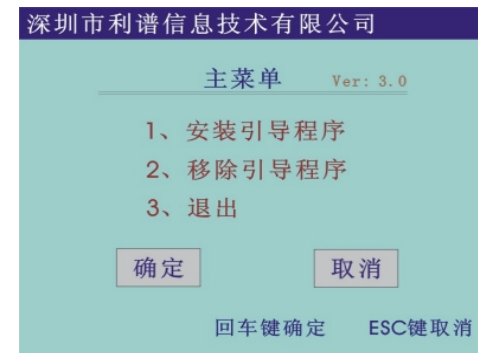 深圳市利谱信息技术有限公司
主菜单 Ver: 3.0
1、安装引导程序
2、移除引导程序
3、退出
确定 取消
回车键确定 ESC键取消